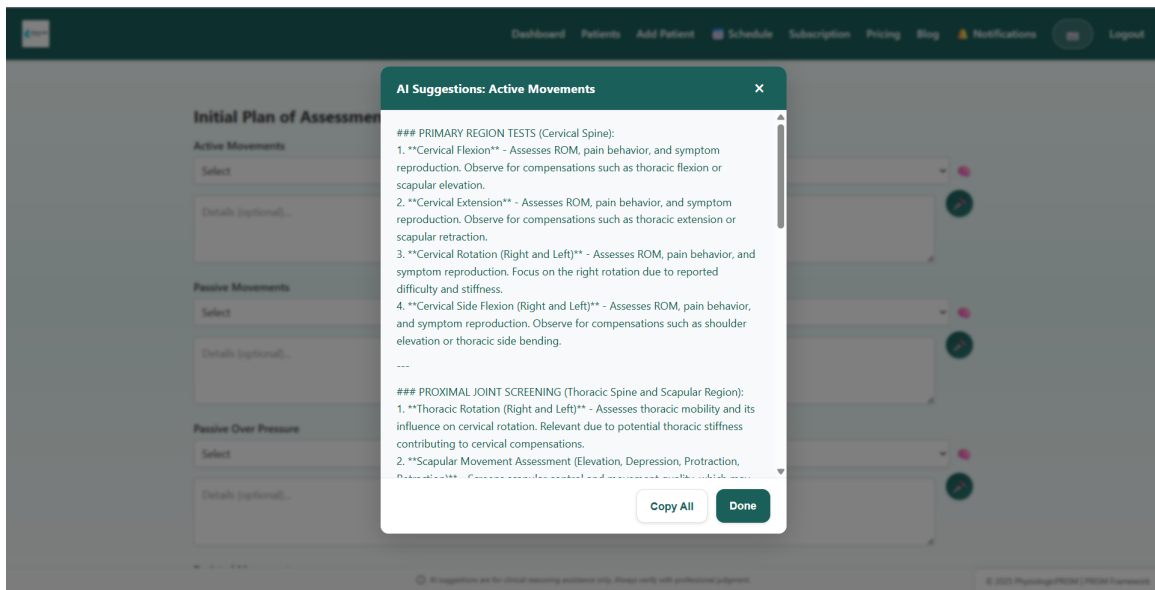 Dashboard Patients Add Patient Schedule Subscription Pricing Blog Notifications Logout
Initial Plan of Assessmen
Active Movements
Select
Details (optional)...
Passive Movements
Select
Details (optional)...
Passive Over Pressure
Select
Details (optional)...
AI Suggestions: Active Movements ×
### PRIMARY REGION TESTS (Cervical Spine):
1. **Cervical Flexion** - Assesses ROM, pain behavior, and symptom
reproduction. Observe for compensations such as thoracic flexion or
scapular elevation.
2. **Cervical Extension** - Assesses ROM, pain behavior, and symptom
reproduction. Observe for compensations such as thoracic extension or
scapular retraction.
3. **Cervical Rotation (Right and Left)** - Assesses ROM, pain behavior, and
symptom reproduction. Focus on the right rotation due to reported
difficulty and stiffness.
4. **Cervical Side Flexion (Right and Left)** - Assesses ROM, pain behavior,
and symptom reproduction. Observe for compensations such as shoulder
elevation or thoracic side bending.
---
### PROXIMAL JOINT SCREENING (Thoracic Spine and Scapular Region):
1. **Thoracic Rotation (Right and Left)** - Assesses thoracic mobility and its
influence on cervical rotation. Relevant due to potential thoracic stiffness
contributing to cervical compensations.
2. **Scapular Movement Assessment (Elevation, Depression, Protraction,
Retraction)** - Screens scapular control and movement quality, which may
Copy All Done
AI suggestions are for clinical reasoning assistance only. Always verify with professional judgment.
© 2025 PhysiologicPRISM | PRISM Framework